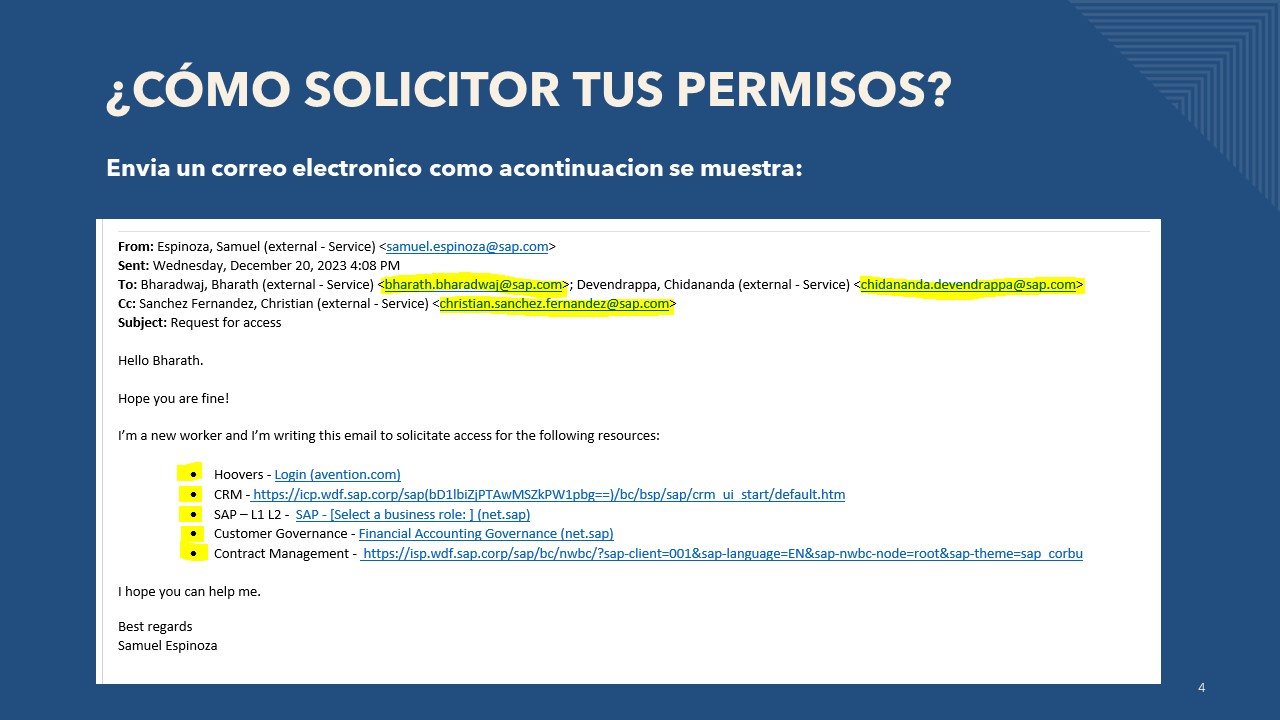 ¿CÓMO SOLICITOR TUS PERMISOS?
Envia un correo electronico como acontinuacion se muestra:
From: Espinoza, Samuel (external - Service) <samuel.espinoza@sap.com>
Sent: Wednesday, December 20, 2023 4:08 PM
To: Bharadwaj, Bharath (external - Service) <bharath.bharadwaj@sap.com>; Devendrappa, Chidananda (external - Service) <chidananda.devendrappa@sap.com>
Cc: Sanchez Fernandez, Christian (external - Service) <christian.sanchez.fernandez@sap.com>
Subject: Request for access
Hello Bharath.
Hope you are fine!
I'm a new worker and I'm writing this email to solicitate access for the following resources:
• Hoovers - Login (avention.com)
• CRM - https://icp.wdf.sap.corp/sap(bD1lbiZjPTAwMSZkPW1pbg==)/bc/bsp/sap/crm_ui_start/default.htm
• SAP – L1 L2 - SAP - [Select a business role: ] (net.sap)
• Customer Governance - Financial Accounting Governance (net.sap)
• Contract Management - https://isp.wdf.sap.corp/sap/bc/nwbc/?sap-client=001&sap-language=EN&sap-nwbc-node=root&sap-theme=sap_corbu
I hope you can help me.
Best regards
Samuel Espinoza
4